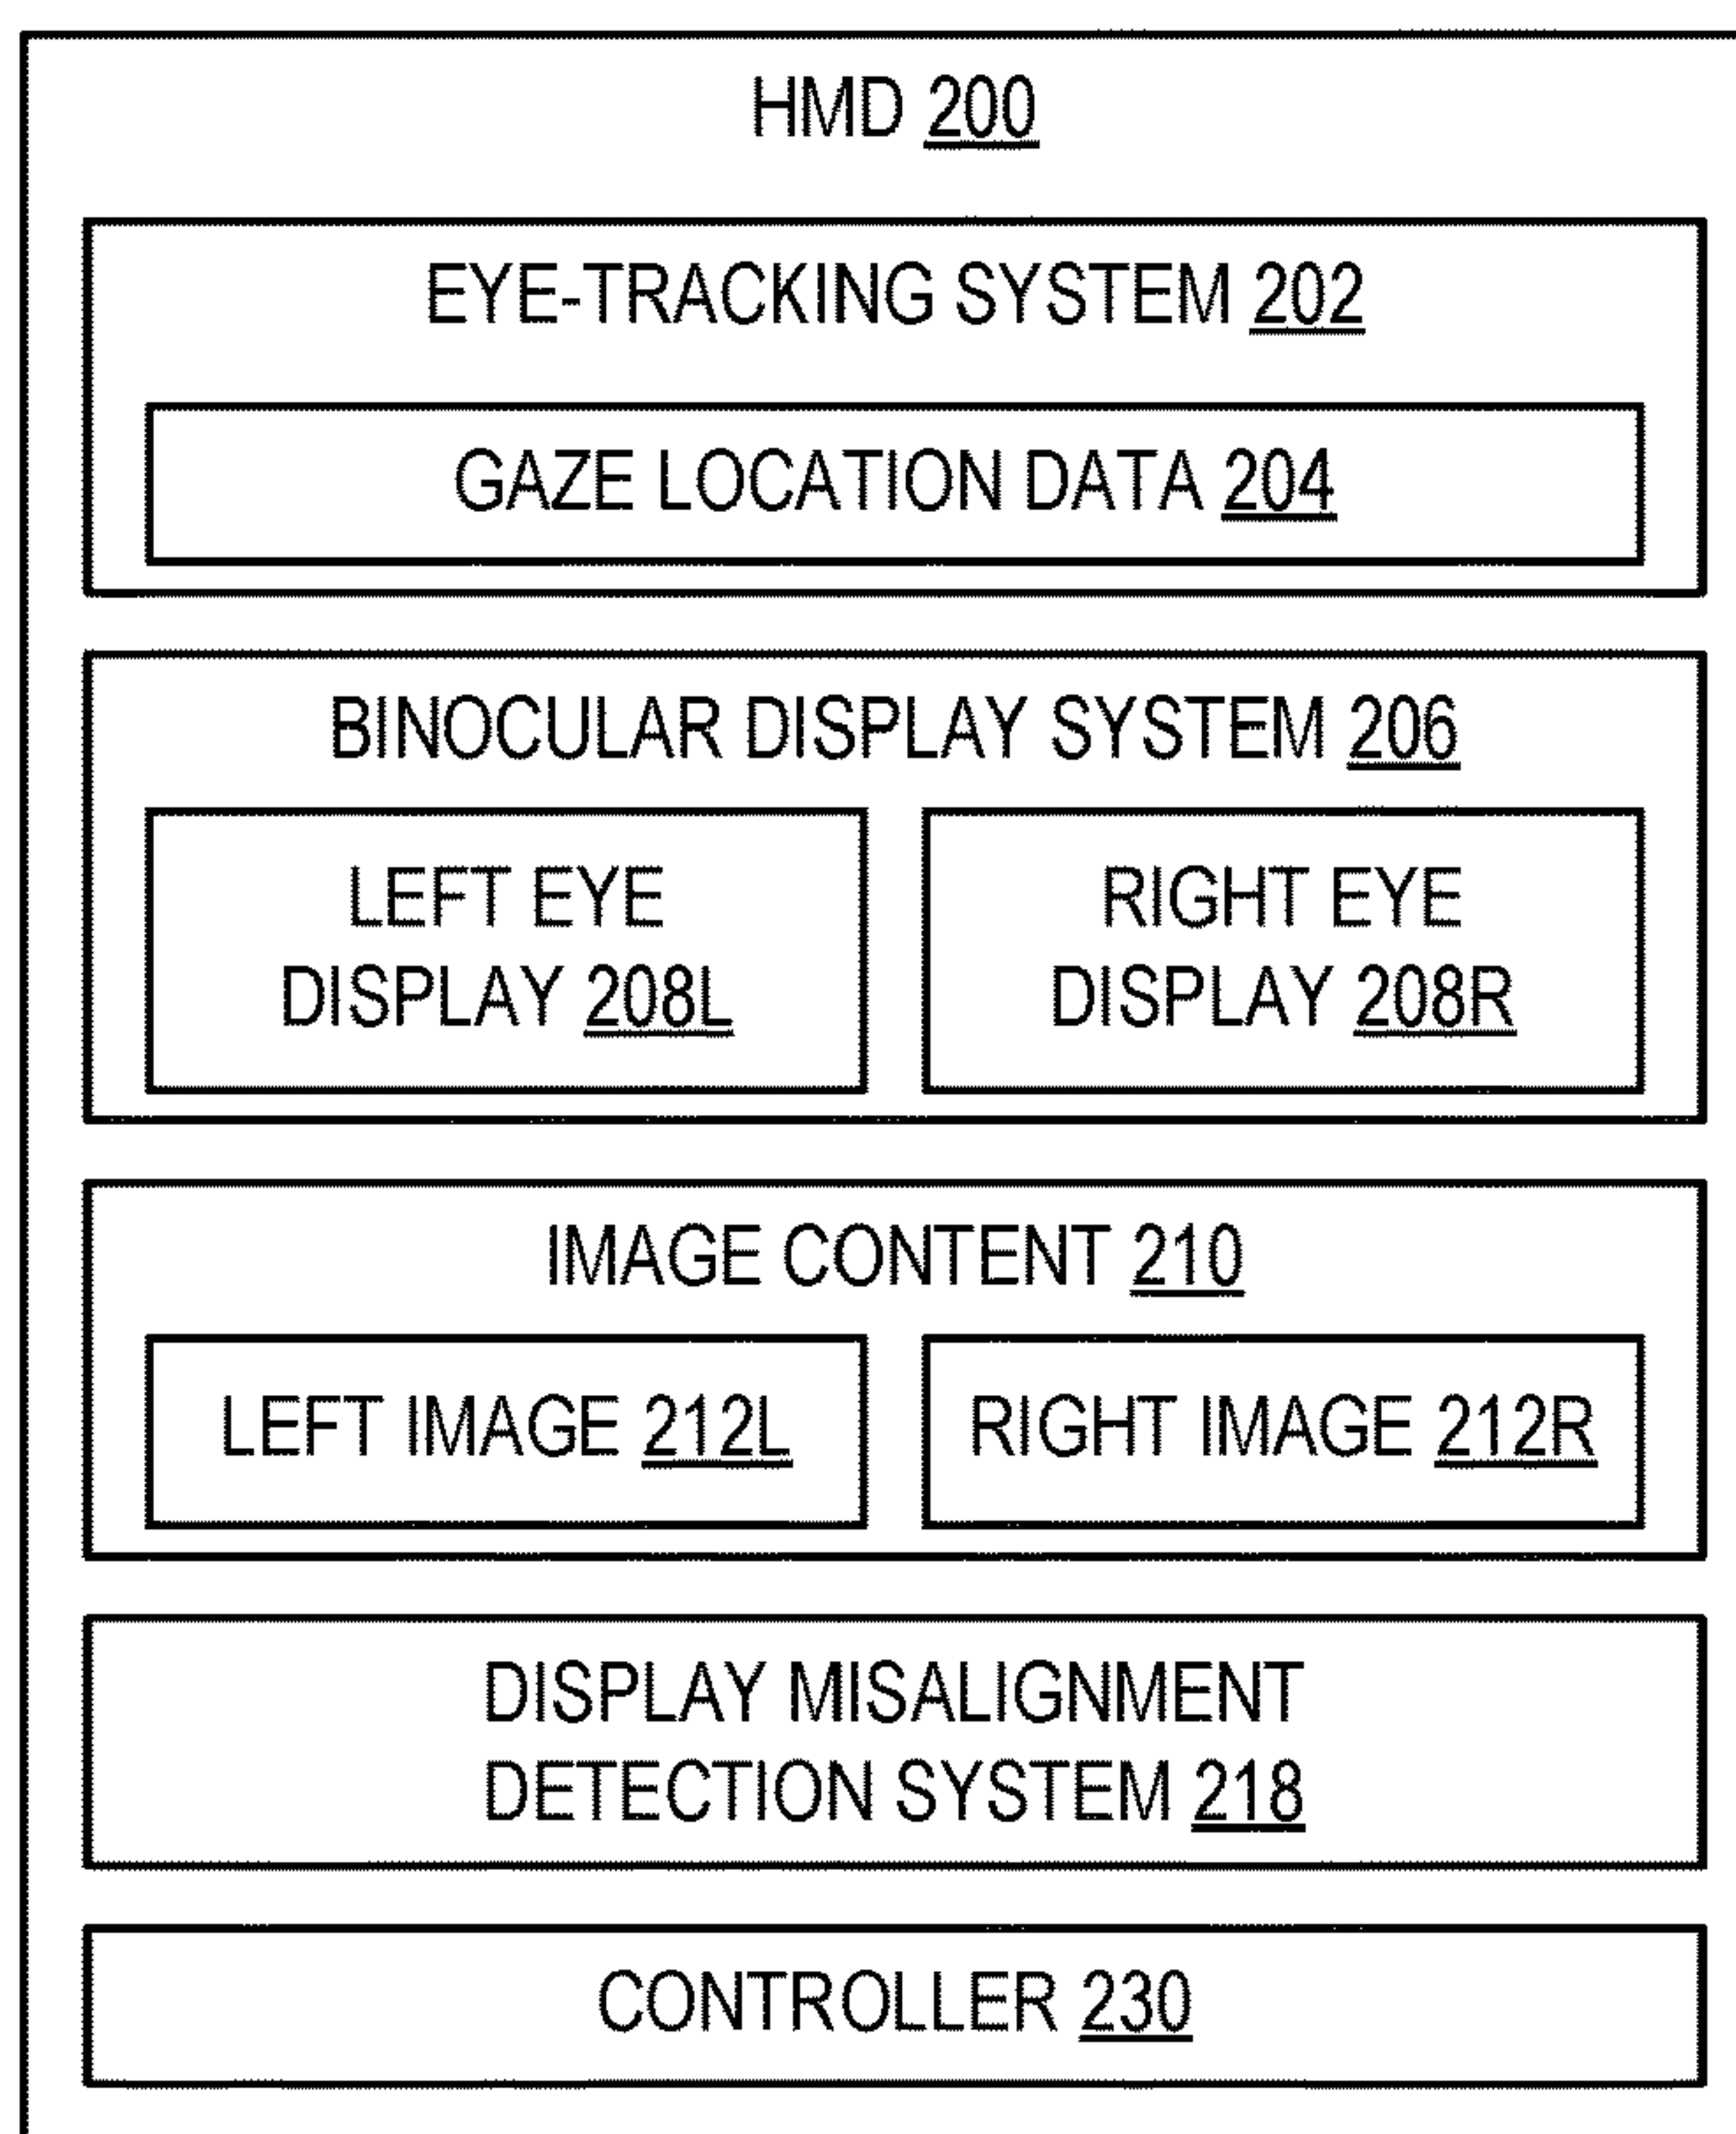 HMD 200
EYE-TRACKING SYSTEM 202
GAZE LOCATION DATA 204
BINOCULAR DISPLAY SYSTEM 206
LEFT EYE
DISPLAY 208L
RIGHT EYE
DISPLAY 208R
IMAGE CONTENT 210
LEFT IMAGE 212L
RIGHT IMAGE 212R
DISPLAY MISALIGNMENT
DETECTION SYSTEM 218
CONTROLLER 230